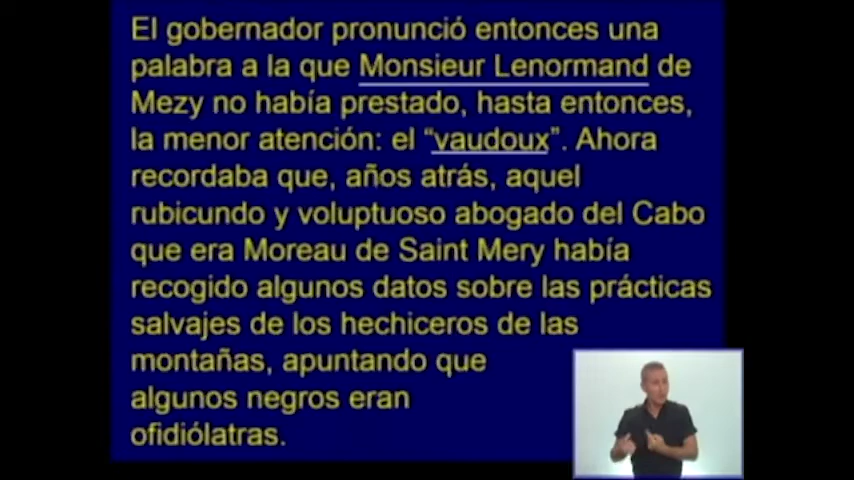 El gobernador pronunció entonces una
palabra a la que Monsieur Lenormand de
Mezy no había prestado, hasta entonces,
la menor atención: el “vaudoux”. Ahora
recordaba que, años atrás, aquel
rubicundo y voluptuoso abogado del Cabo
que era Moreau de Saint Mery había
recogido algunos datos sobre las prácticas
salvajes de los hechiceros de las
montañas, apuntando que
algunos negros eran
ofidiólatras.